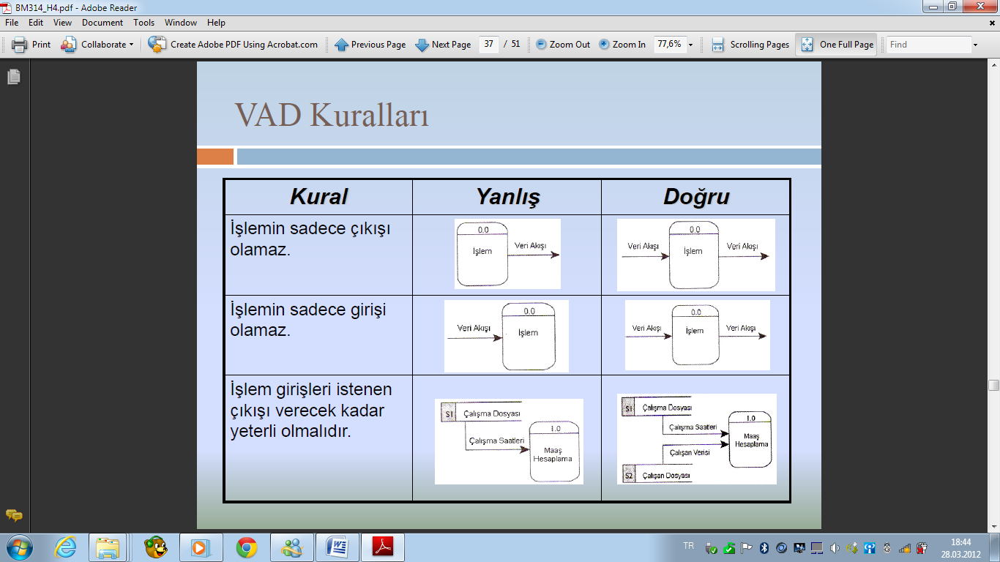 BM314_H4.pdf - Adobe Reader
File Edit View Document Tools Window Help
Print Collaborate Create Adobe PDF Using Acrobat.com Previous Page Next Page 37 / 51 Zoom Out Zoom In 77,6% Scrolling Pages One Full Page Find
VAD Kuralları
Kural Yanlış Doğru
İşlemin sadece çıkışı
olamaz.
0.0
İşlem
Veri Akışı
Veri Akışı
0.0
İşlem
Veri Akışı
İşlemin sadece girişi
olamaz.
Veri Akışı
0.0
İşlem
Veri Akışı
0.0
İşlem
Veri Akışı
İşlem girişleri istenen
çıkışı verecek kadar
yeterli olmalıdır.
S1 Çalışma Dosyası
Çalışma Saatleri
1.0
Maaş
Hesaplama
S1 Çalışma Dosyası
Çalışma Saatleri
1.0
Maaş
Hesaplama
Çalışan Verisi
S2 Çalışan Dosyası
TR
18:44
28.03.2012